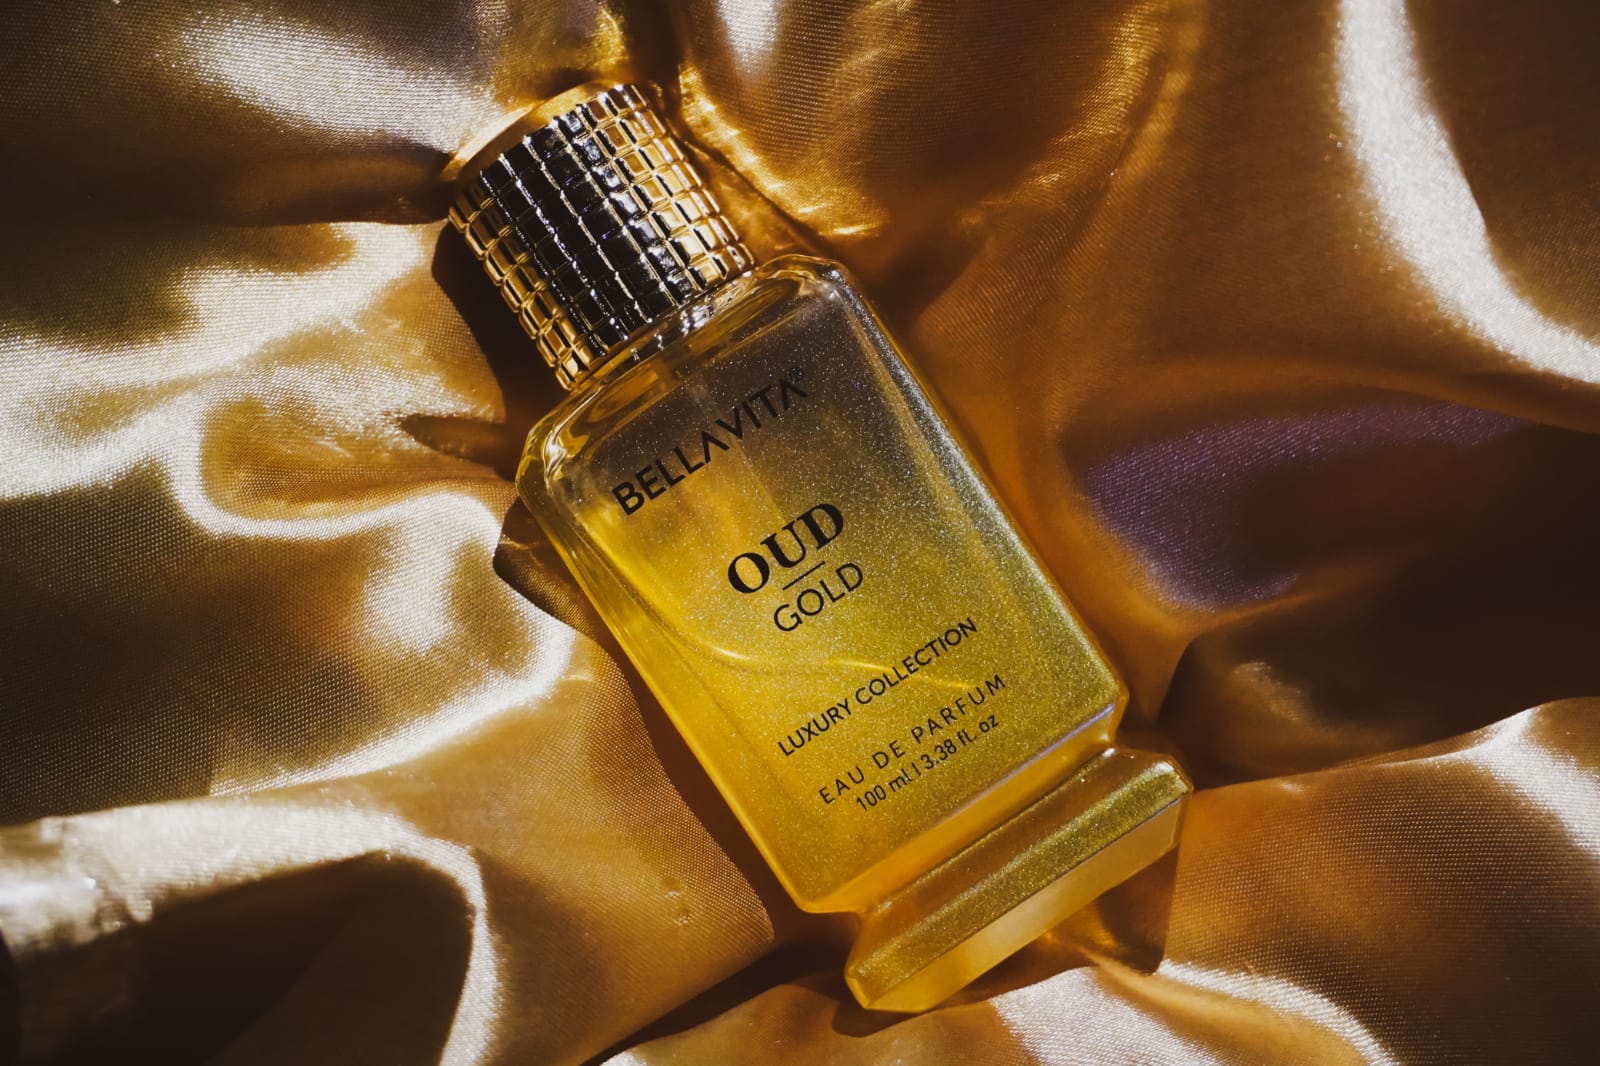 BELLAVITA®
OUD
GOLD
LUXURY COLLECTION
EAU DE PARFUM
100 ml | 3.38 fl. oz